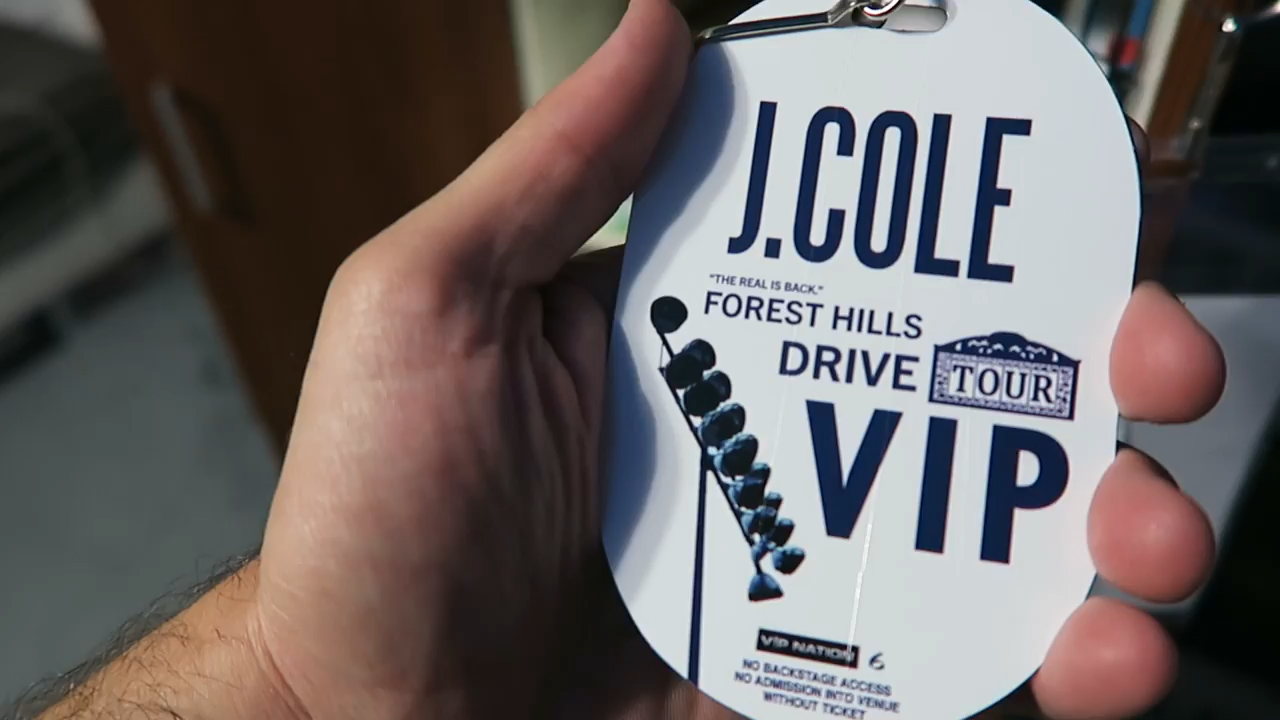 J.COLE
"THE REAL IS BACK."
FOREST HILLS
DRIVE TOUR
VIP
VIP NATION 6
NO BACKSTAGE ACCESS
NO ADMISSION INTO VENUE
WITHOUT TICKET